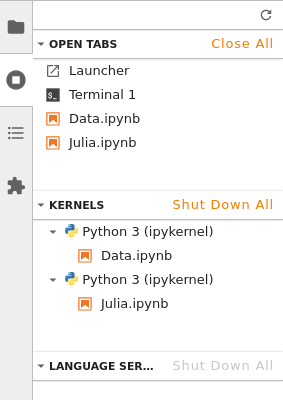 OPEN TABS Close All
Launcher
Terminal 1
Data.ipynb
Julia.ipynb
KERNELS Shut Down All
Python 3 (ipykernel)
Data.ipynb
Python 3 (ipykernel)
Julia.ipynb
LANGUAGE SER... Shut Down All